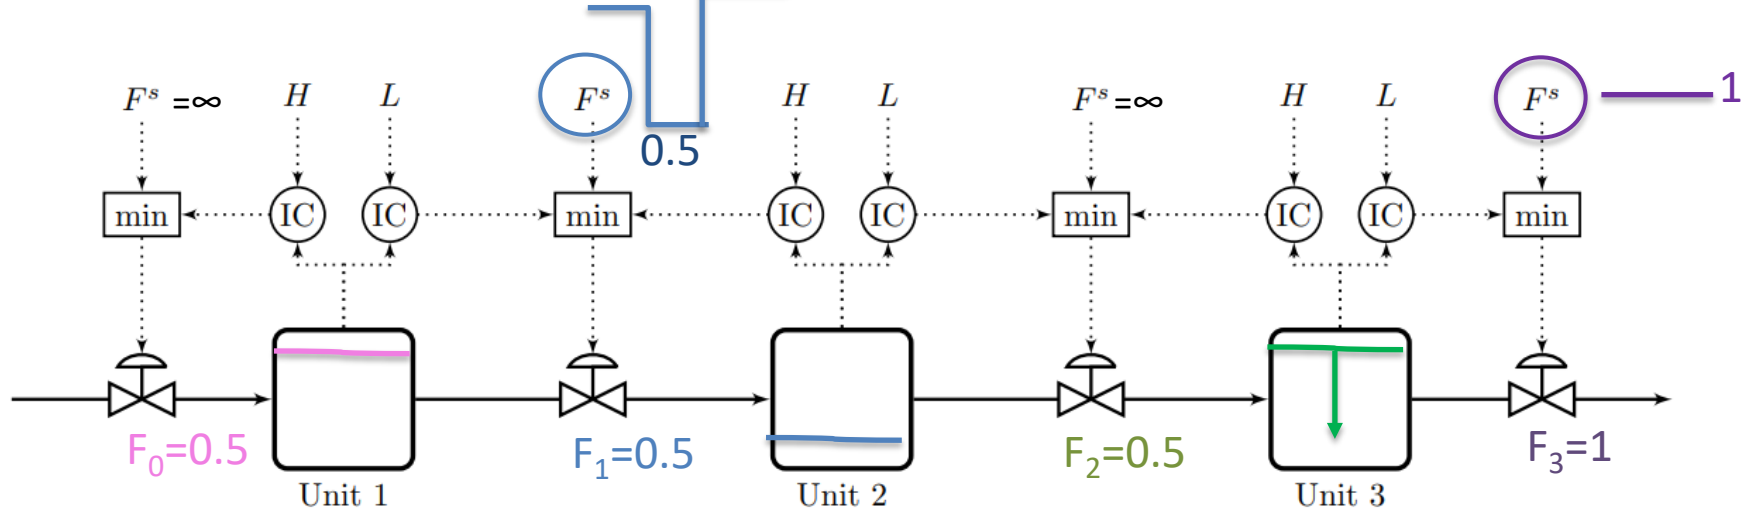 F^s =∞ H L F^s H L F^s =∞ H L F^s 1
0.5
min IC IC min IC IC min IC IC min
F₀=0.5 F₁=0.5 F₂=0.5 F₃=1
Unit 1 Unit 2 Unit 3